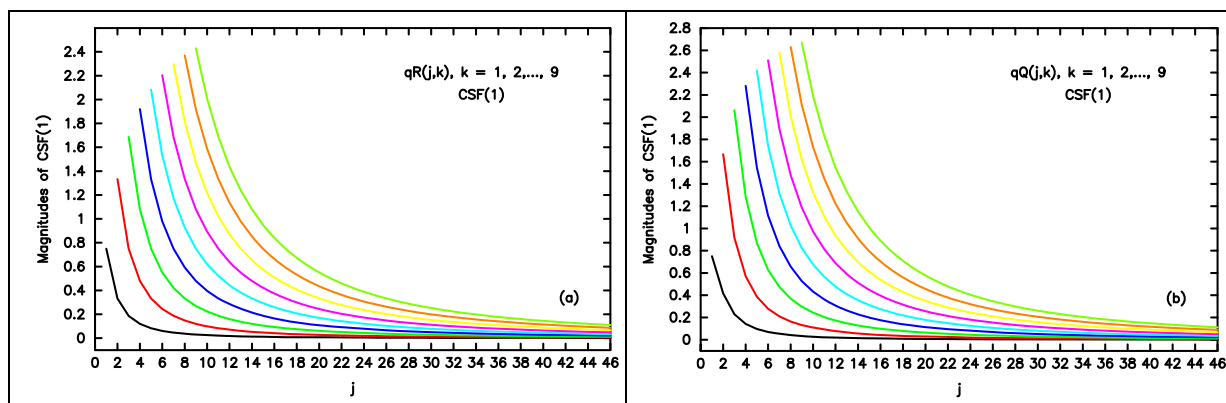 2.4
2.2
2
1.8
1.6
1.4
1.2
1
0.8
0.6
0.4
0.2
0
Magnitudes of CSF(1)
qR(j,k), k = 1, 2,..., 9
CSF(1)
(a)
0 2 4 6 8 10 12 14 16 18 20 22 24 26 28 30 32 34 36 38 40 42 44 46
j
2.8
2.6
2.4
2.2
2
1.8
1.6
1.4
1.2
1
0.8
0.6
0.4
0.2
0
Magnitudes of CSF(1)
qQ(j,k), k = 1, 2,..., 9
CSF(1)
(b)
0 2 4 6 8 10 12 14 16 18 20 22 24 26 28 30 32 34 36 38 40 42 44 46
j